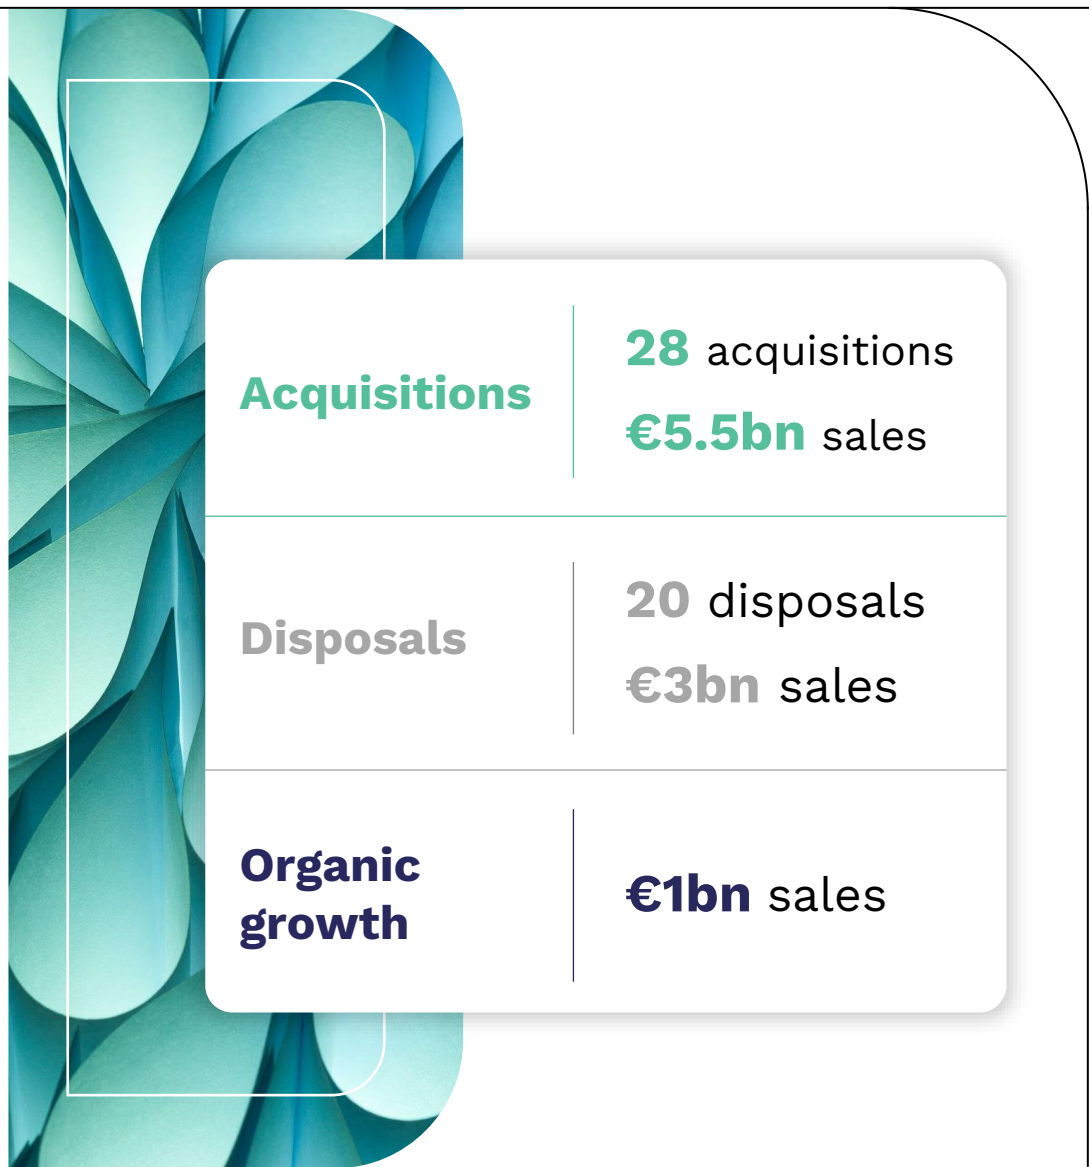 Acquisitions
28 acquisitions
€5.5bn sales
Disposals
20 disposals
€3bn sales
Organic
growth
€1bn sales